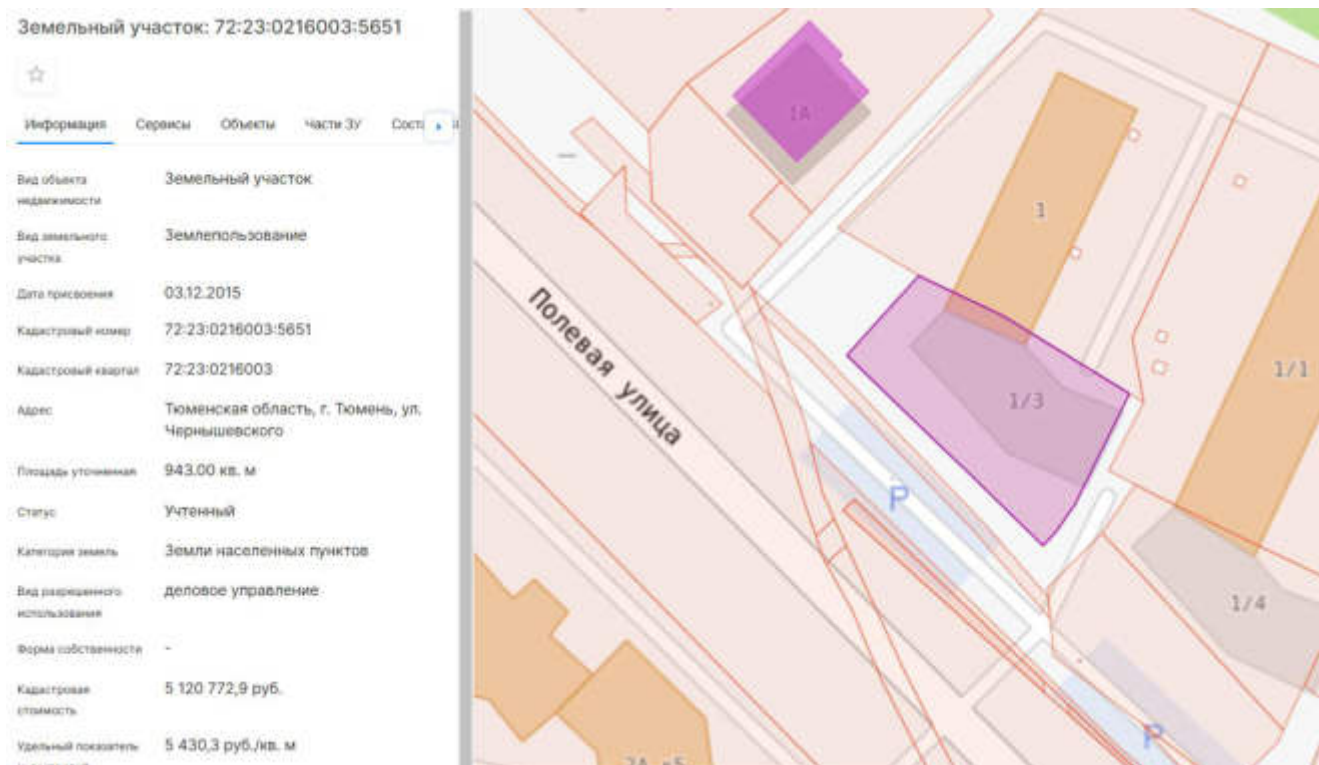 Земельный участок: 72:23:0216003:5651
Информация Сервисы Объекты Части ЗУ
Вид объекта
недвижимости
Земельный участок
Вид земельного
участка
Землепользование
Дата присвоения 03.12.2015
Кадастровый номер 72:23:0216003:5651
Кадастровый квартал 72:23:0216003
Адрес Тюменская область, г. Тюмень, ул.
Чернышевского
Площадь уточненная 943.00 кв. м
Статус Учтенный
Категория земель Земли населенных пунктов
Вид разрешенного
использования
деловое управление
Форма собственности -
Кадастровая
стоимость
5 120 772,9 руб.
Удельный показатель 5 430,3 руб./кв. м
1А
1
Полевая улица
1/3
1/1
P
1/4
P